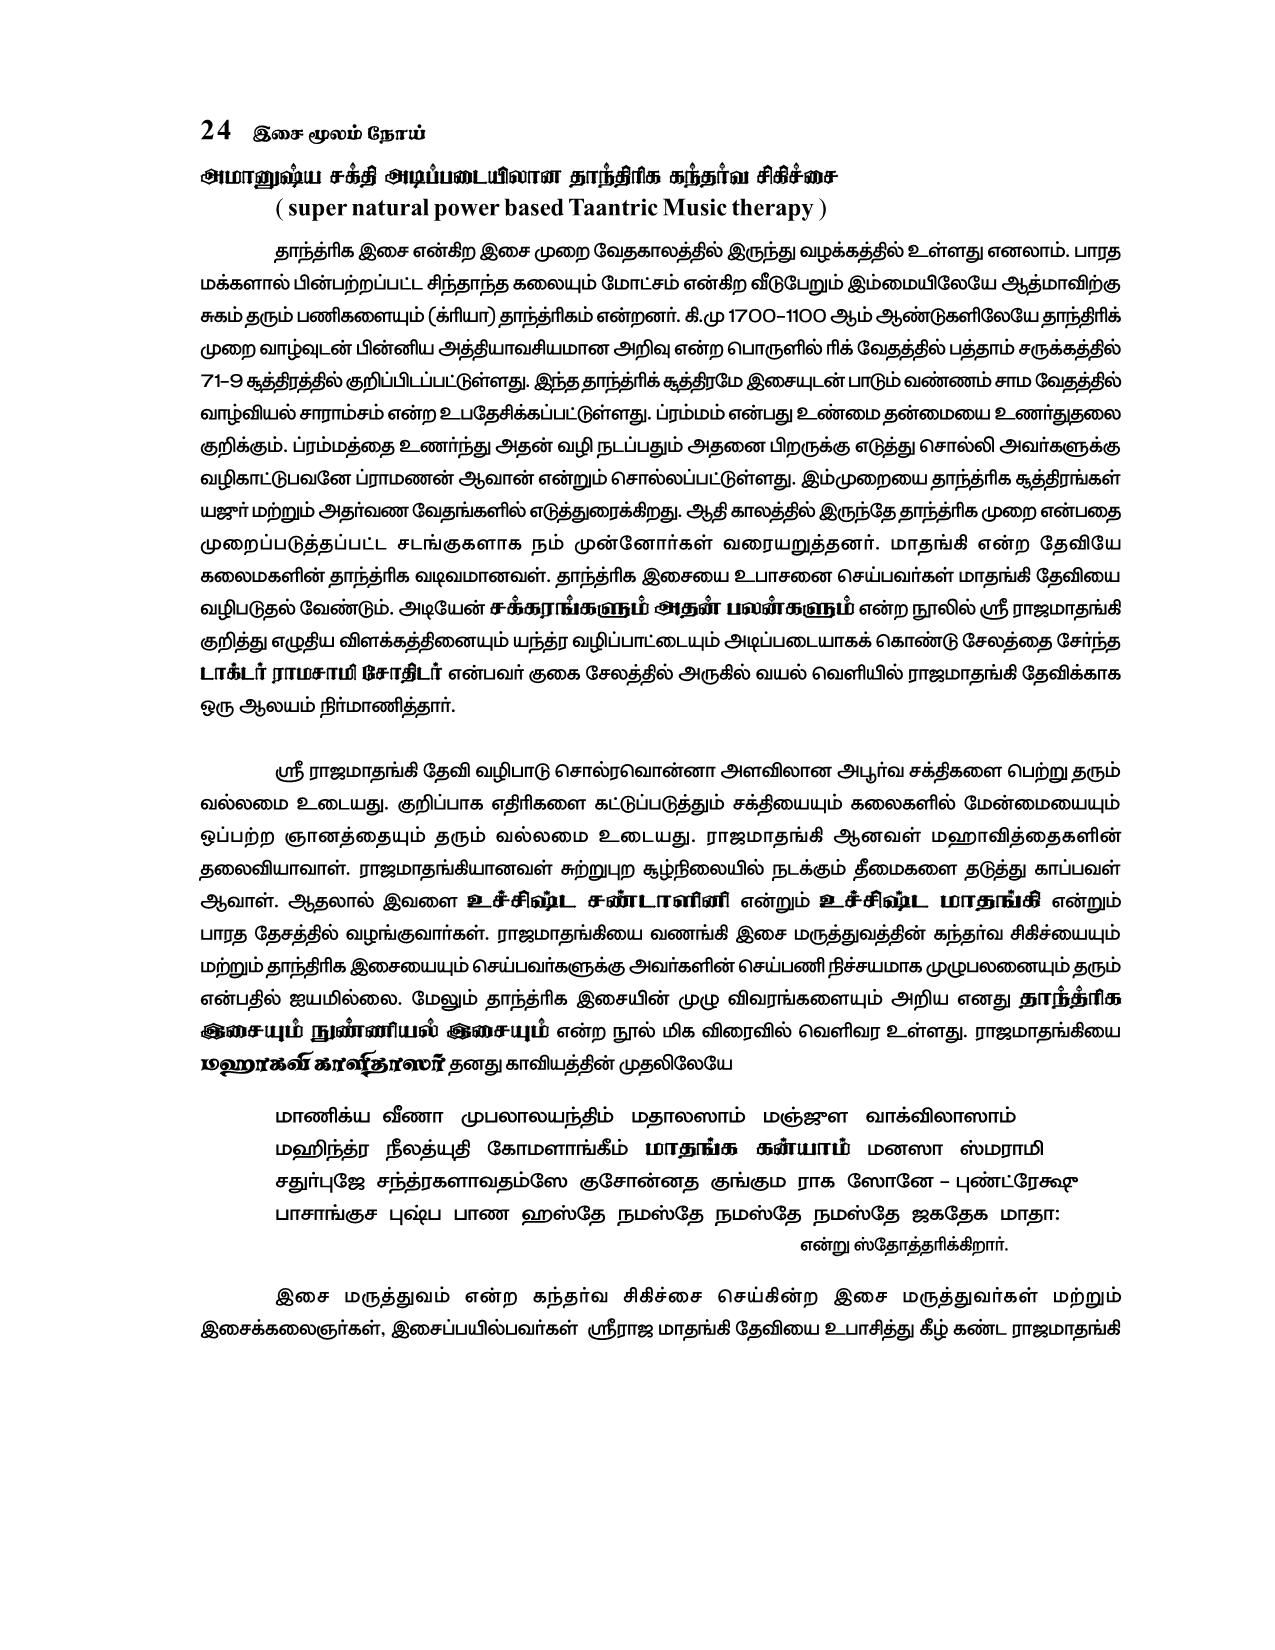 24 இசை மூலம் நோய்
அமானுஷ்ய சக்தி அடிப்படையிலான தாந்திரிக கந்தர்வ சிகிச்சை
( super natural power based Taantric Music therapy )
தாந்த்ரிக இசை என்கிற இசை முறை வேதகாலத்தில் இருந்து வழக்கத்தில் உள்ளது எனலாம். பாரத
மக்களால் பின்பற்றப்பட்ட சிந்தாந்த கலையும் மோட்சம் என்கிற வீடுபேறும் இம்மையிலேயே ஆத்மாவிற்கு
சுகம் தரும் பணிகளையும் (க்ரியா) தாந்த்ரிகம் என்றனர். கி.மு 1700-1100 ஆம் ஆண்டுகளிலேயே தாந்திரிக்
முறை வாழ்வுடன் பின்னிய அத்தியாவசியமான அறிவு என்ற பொருளில் ரிக் வேதத்தில் பத்தாம் சருக்கத்தில்
71-9 சூத்திரத்தில் குறிப்பிடப்பட்டுள்ளது. இந்த தாந்த்ரிக் சூத்திரமே இசையுடன் பாடும் வண்ணம் சாம வேதத்தில்
வாழ்வியல் சாராம்சம் என்ற உபதேசிக்கப்பட்டுள்ளது. ப்ரம்மம் என்பது உண்மை தன்மையை உணர்துதலை
குறிக்கும். ப்ரம்மத்தை உணர்ந்து அதன் வழி நடப்பதும் அதனை பிறருக்கு எடுத்து சொல்லி அவர்களுக்கு
வழிகாட்டுபவனே ப்ராமணன் ஆவான் என்றும் சொல்லப்பட்டுள்ளது. இம்முறையை தாந்த்ரிக சூத்திரங்கள்
யஜுர் மற்றும் அதர்வண வேதங்களில் எடுத்துரைக்கிறது. ஆதி காலத்தில் இருந்தே தாந்த்ரிக முறை என்பதை
முறைப்படுத்தப்பட்ட சடங்குகளாக நம் முன்னோர்கள் வரையறுத்தனர். மாதங்கி என்ற தேவியே
கலைமகளின் தாந்த்ரிக வடிவமானவள். தாந்த்ரிக இசையை உபாசனை செய்பவர்கள் மாதங்கி தேவியை
வழிபடுதல் வேண்டும். அடியேன் சக்கரங்களும் அதன் பலன்களும் என்ற நூலில் ஸ்ரீ ராஜமாதங்கி
குறித்து எழுதிய விளக்கத்தினையும் யந்த்ர வழிப்பாட்டையும் அடிப்படையாகக் கொண்டு சேலத்தை சேர்ந்த
டாக்டர் ராமசாமி சோதிடர் என்பவர் குகை சேலத்தில் அருகில் வயல் வெளியில் ராஜமாதங்கி தேவிக்காக
ஒரு ஆலயம் நிர்மாணித்தார்.
ஸ்ரீ ராஜமாதங்கி தேவி வழிபாடு சொல்ரவொன்னா அளவிலான அபூர்வ சக்திகளை பெற்று தரும்
வல்லமை உடையது. குறிப்பாக எதிரிகளை கட்டுப்படுத்தும் சக்தியையும் கலைகளில் மேன்மையையும்
ஒப்பற்ற ஞானத்தையும் தரும் வல்லமை உடையது. ராஜமாதங்கி ஆனவள் மஹாவித்தைகளின்
தலைவியாவாள். ராஜமாதங்கியானவள் சுற்றுபுற சூழ்நிலையில் நடக்கும் தீமைகளை தடுத்து காப்பவள்
ஆவாள். ஆதலால் இவளை உச்சிஷ்ட சண்டாளினி என்றும் உச்சிஷ்ட மாதங்கி என்றும்
பாரத தேசத்தில் வழங்குவார்கள். ராஜமாதங்கியை வணங்கி இசை மருத்துவத்தின் கந்தர்வ சிகிச்யையும்
மற்றும் தாந்திரிக இசையையும் செய்பவர்களுக்கு அவர்களின் செய்பணி நிச்சயமாக முழுபலனையும் தரும்
என்பதில் ஐயமில்லை. மேலும் தாந்த்ரிக இசையின் முழு விவரங்களையும் அறிய எனது தாந்த்ரிக
இசையும் நுண்ணியல் இசையும் என்ற நூல் மிக விரைவில் வெளிவர உள்ளது. ராஜமாதங்கியை
மஹாகவி காளிதாஸர் தனது காவியத்தின் முதலிலேயே
மாணிக்ய வீணா முபலாலயந்திம் மதாலஸாம் மஞ்ஜுள வாக்விலாஸாம்
மஹிந்த்ர நீலத்யுதி கோமளாங்கீம் மாதங்க கன்யாம் மனஸா ஸ்மராமி
சதுர்புஜே சந்த்ரகளாவதம்ஸே குசோன்னத குங்கும ராக ஸோனே - புண்ட்ரேக்ஷு
பாசாங்குச புஷ்ப பாண ஹஸ்தே நமஸ்தே நமஸ்தே நமஸ்தே ஜகதேக மாதா:
என்று ஸ்தோத்தரிக்கிறார்.
இசை மருத்துவம் என்ற கந்தர்வ சிகிச்சை செய்கின்ற இசை மருத்துவர்கள் மற்றும்
இசைக்கலைஞர்கள், இசைப்பயில்பவர்கள் ஸ்ரீராஜ மாதங்கி தேவியை உபாசித்து கீழ் கண்ட ராஜமாதங்கி